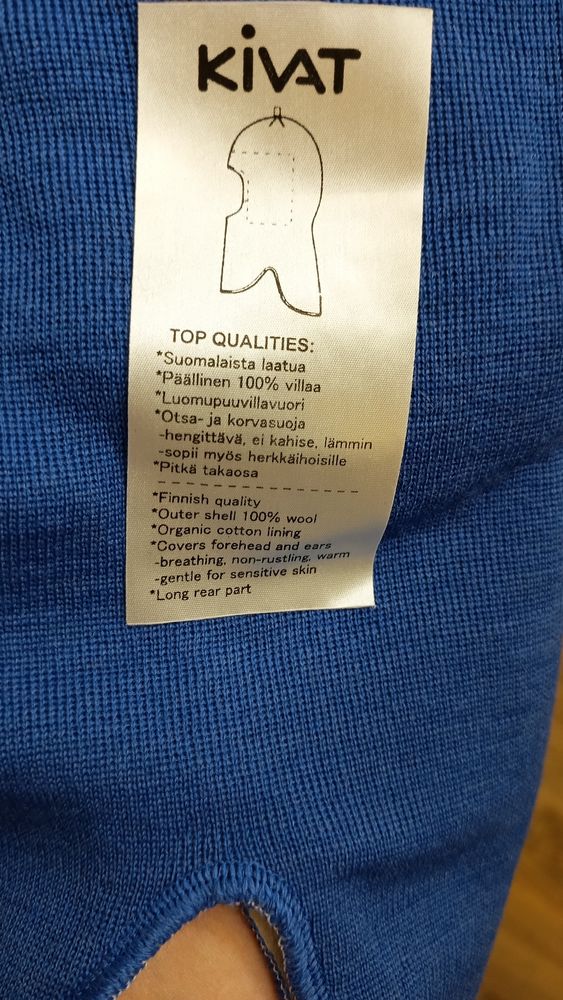 KiVAT
TOP QUALITIES:
*Suomalaista laatua
*Päällinen 100% villaa
*Luomupuuvillavuori
*Otsa- ja korvasuoja
-hengittävä, ei kahise, lämmin
-sopii myös herkkäihoisille
*Pitkä takaosa
*Finnish quality
*Outer shell 100% wool
*Organic cotton lining
*Covers forehead and ears
-breathing, non-rustling, warm
-gentle for sensitive skin
*Long rear part